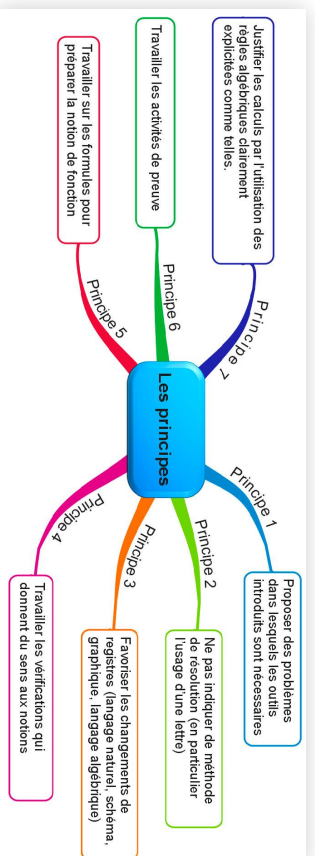 Les principes
Principe 1
Proposer des problèmes
dans lesquels les outils
introduits sont nécessaires
Principe 2
Ne pas indiquer de méthode
de résolution (en particulier
l'usage d'une lettre)
Principe 3
Favoriser les changements de
registres (langage naturel, schéma,
graphique, langage algébrique)
Principe 4
Travailler les vérifications qui
donnent du sens aux notions
Principe 5
Travailler sur les formules pour
préparer la notion de fonction
Principe 6
Travailler les activités de preuve
Principe 7
Justifier les calculs par l'utilisation des
règles algébriques clairement
explicitées comme telles.